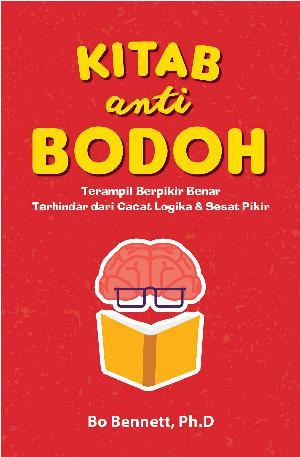 KITAB
anti
BODOH
Terampil Berpikir Benar
Terhindar dari Cacat Logika & Sesat Pikir
Bo Bennett, Ph.D